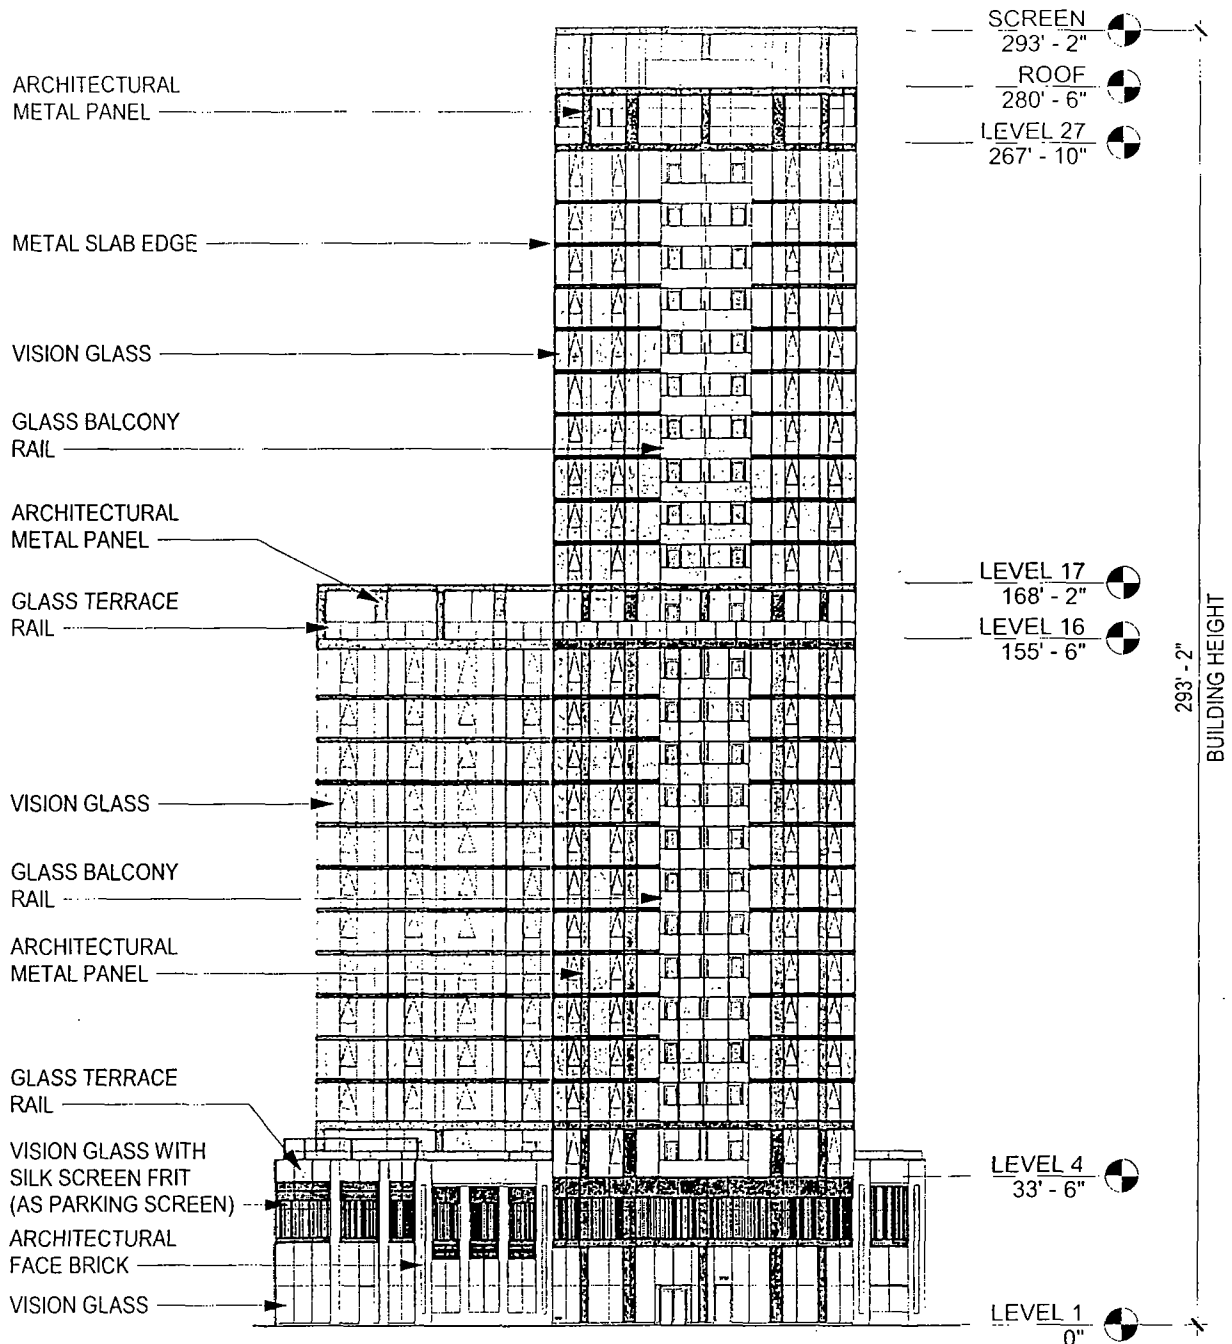 SCREEN
293' - 2"
ROOF
280' - 6"
LEVEL 27
267' - 10"
ARCHITECTURAL
METAL PANEL
METAL SLAB EDGE
VISION GLASS
GLASS BALCONY
RAIL
ARCHITECTURAL
METAL PANEL
GLASS TERRACE
RAIL
LEVEL 17
168' - 2"
LEVEL 16
155' - 6"
293' - 2"
BUILDING HEIGHT
VISION GLASS
GLASS BALCONY
RAIL
ARCHITECTURAL
METAL PANEL
GLASS TERRACE
RAIL
VISION GLASS WITH
SILK SCREEN FRIT
(AS PARKING SCREEN)
ARCHITECTURAL
FACE BRICK
VISION GLASS
LEVEL 4
33' - 6"
LEVEL 1
0"